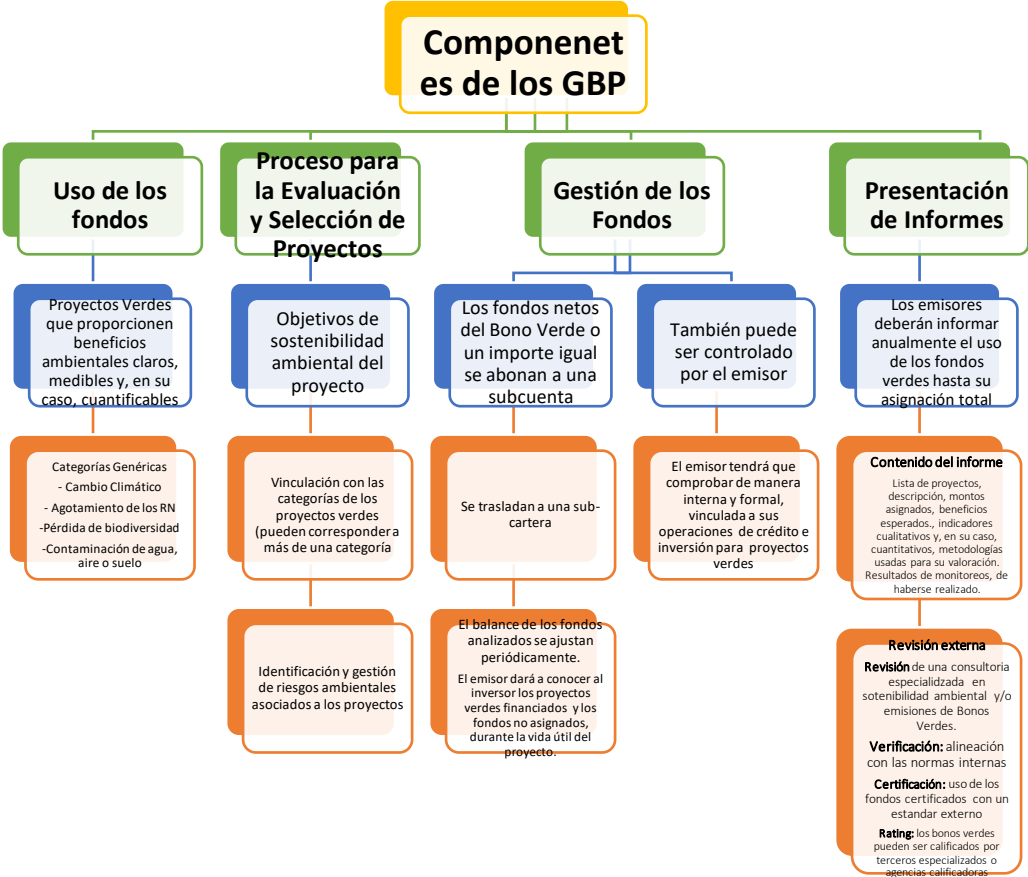 Componenet
es de los GBP
Uso de los
fondos
Proceso para
la Evaluación
y Selección de
Proyectos
Gestión de los
Fondos
Presentación
de Informes
Proyectos Verdes
que proporcionen
beneficios
ambientales claros,
medibles y, en su
caso, cuantificables
Objetivos de
sostenibilidad
ambiental del
proyecto
Los fondos netos
del Bono Verde o
un importe igual
se abonan a una
subcuenta
También puede
ser controlado
por el emisor
Los emisores
deberán informar
anualmente el uso
de los fondos
verdes hasta su
asignación total
Categorías Genéricas
- Cambio Climático
- Agotamiento de los RN
-Pérdida de biodiversidad
-Contaminación de agua,
aire o suelo
Vinculación con las
categorías de los
proyectos verdes
(pueden corresponder a
más de una categoría
Se trasladan a una sub-
cartera
El emisor tendrá que
comprobar de manera
interna y formal,
vinculada a sus
operaciones de crédito e
inversión para proyectos
verdes
Contenido del informe
Lista de proyectos,
descripción, montos
asignados, beneficios
esperados., indicadores
cualitativos y, en su caso,
cuantitativos, metodologías
usadas para su valoración.
Resultados de monitoreos, de
haberse realizado.
Identificación y gestión
de riesgos ambientales
asociados a los proyectos
El balance de los fondos
analizados se ajustan
periódicamente.
El emisor dará a conocer al
inversor los proyectos
verdes financiados y los
fondos no asignados,
durante la vida útil del
proyecto.
Revisión externa
Revisión de una consultoria
especialidzada en
sotenibilidad ambiental y/o
emisiones de Bonos
Verdes.
Verificación: alineación
con las normas internas
Certificación: uso de los
fondos certificados con un
estandar externo
Rating: los bonos verdes
pueden ser calificados por
terceros especializados o
agencias calificadoras